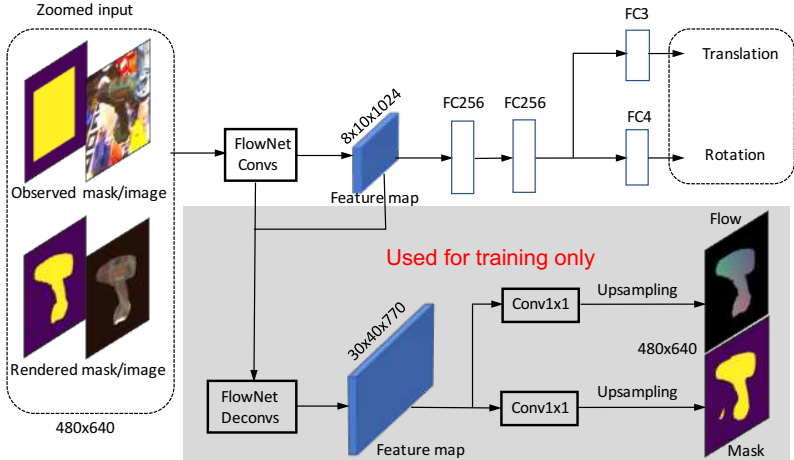 Zoomed input
Observed mask/image
Rendered mask/image
480x640
FlowNet
Convs
8x10x1024
Feature map
FC256
FC256
FC3
Translation
FC4
Rotation
Used for training only
FlowNet
Deconvs
30x40x770
Feature map
Conv1x1
Upsampling
Flow
480x640
Conv1x1
Upsampling
Mask